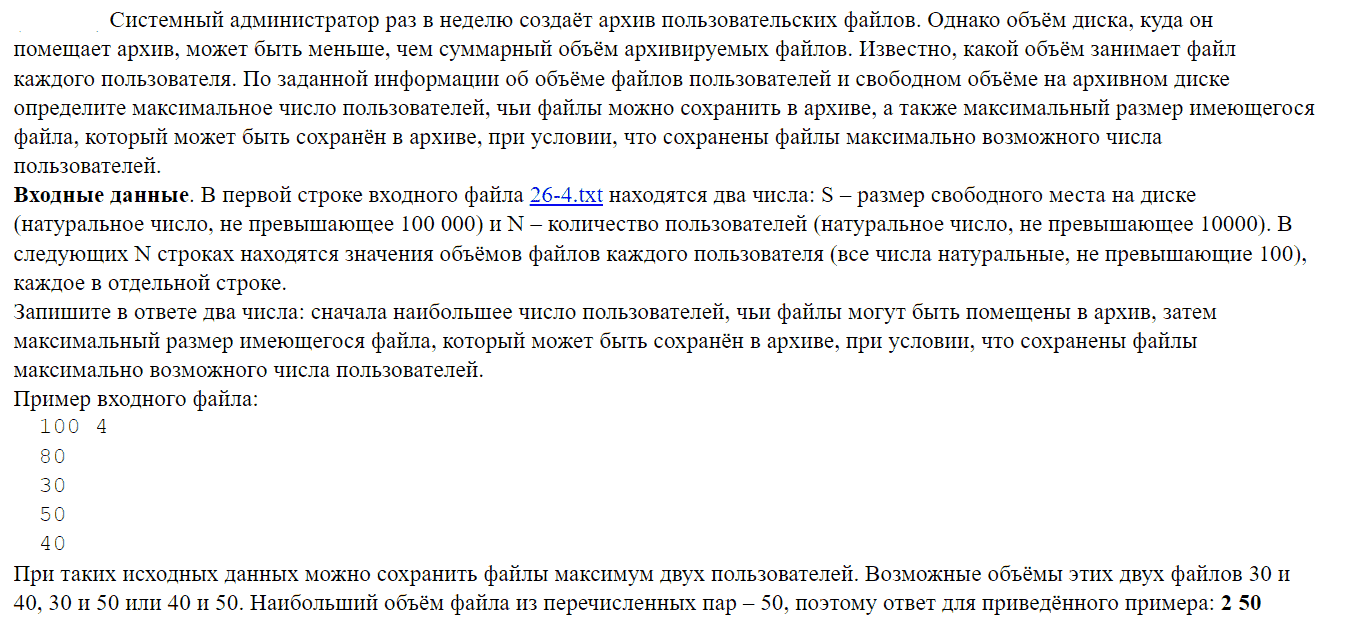 Системный администратор раз в неделю создаёт архив пользовательских файлов. Однако объём диска, куда он
помещает архив, может быть меньше, чем суммарный объём архивируемых файлов. Известно, какой объём занимает файл
каждого пользователя. По заданной информации об объёме файлов пользователей и свободном объёме на архивном диске
определите максимальное число пользователей, чьи файлы можно сохранить в архиве, а также максимальный размер имеющегося
файла, который может быть сохранён в архиве, при условии, что сохранены файлы максимально возможного числа
пользователей.
Входные данные. В первой строке входного файла 26-4.txt находятся два числа: S – размер свободного места на диске
(натуральное число, не превышающее 100 000) и N – количество пользователей (натуральное число, не превышающее 10000). В
следующих N строках находятся значения объёмов файлов каждого пользователя (все числа натуральные, не превышающие 100),
каждое в отдельной строке.
Запишите в ответе два числа: сначала наибольшее число пользователей, чьи файлы могут быть помещены в архив, затем
максимальный размер имеющегося файла, который может быть сохранён в архиве, при условии, что сохранены файлы
максимально возможного числа пользователей.
Пример входного файла:
100 4
80
30
50
40
При таких исходных данных можно сохранить файлы максимум двух пользователей. Возможные объёмы этих двух файлов 30 и
40, 30 и 50 или 40 и 50. Наибольший объём файла из перечисленных пар – 50, поэтому ответ для приведённого примера: 2 50